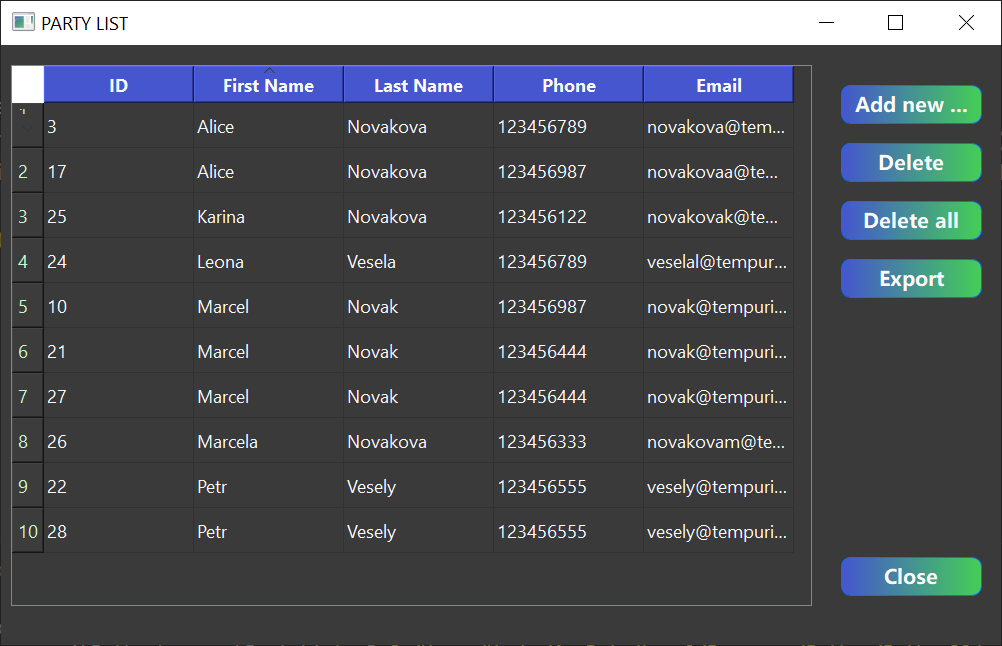 PARTY LIST
ID First Name Last Name Phone Email
3 Alice Novakova 123456789 novakova@tem...
2 17 Alice Novakova 123456987 novakovaa@te...
3 25 Karina Novakova 123456122 novakovak@te...
4 24 Leona Vesela 123456789 veselal@tempur...
5 10 Marcel Novak 123456987 novak@tempuri...
6 21 Marcel Novak 123456444 novak@tempuri...
7 27 Marcel Novak 123456444 novak@tempuri...
8 26 Marcela Novakova 123456333 novakovam@te...
9 22 Petr Vesely 123456555 vesely@tempuri...
10 28 Petr Vesely 123456555 vesely@tempuri...
Add new ...
Delete
Delete all
Export
Close